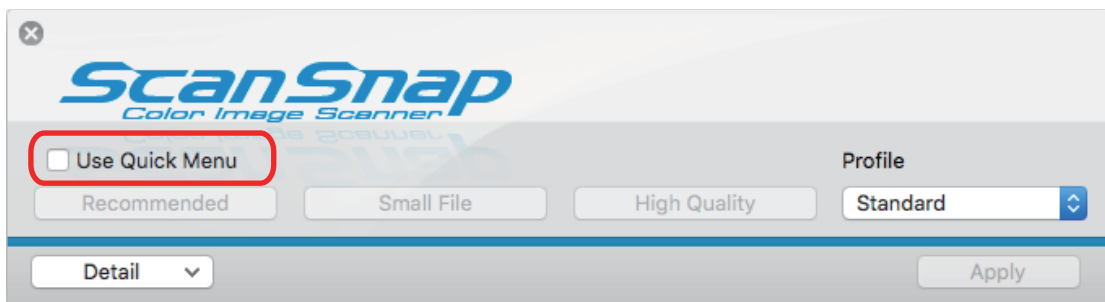 ScanSnap
Color Image Scanner
Use Quick Menu
Profile
Recommended
Small File
High Quality
Standard
Detail
Apply